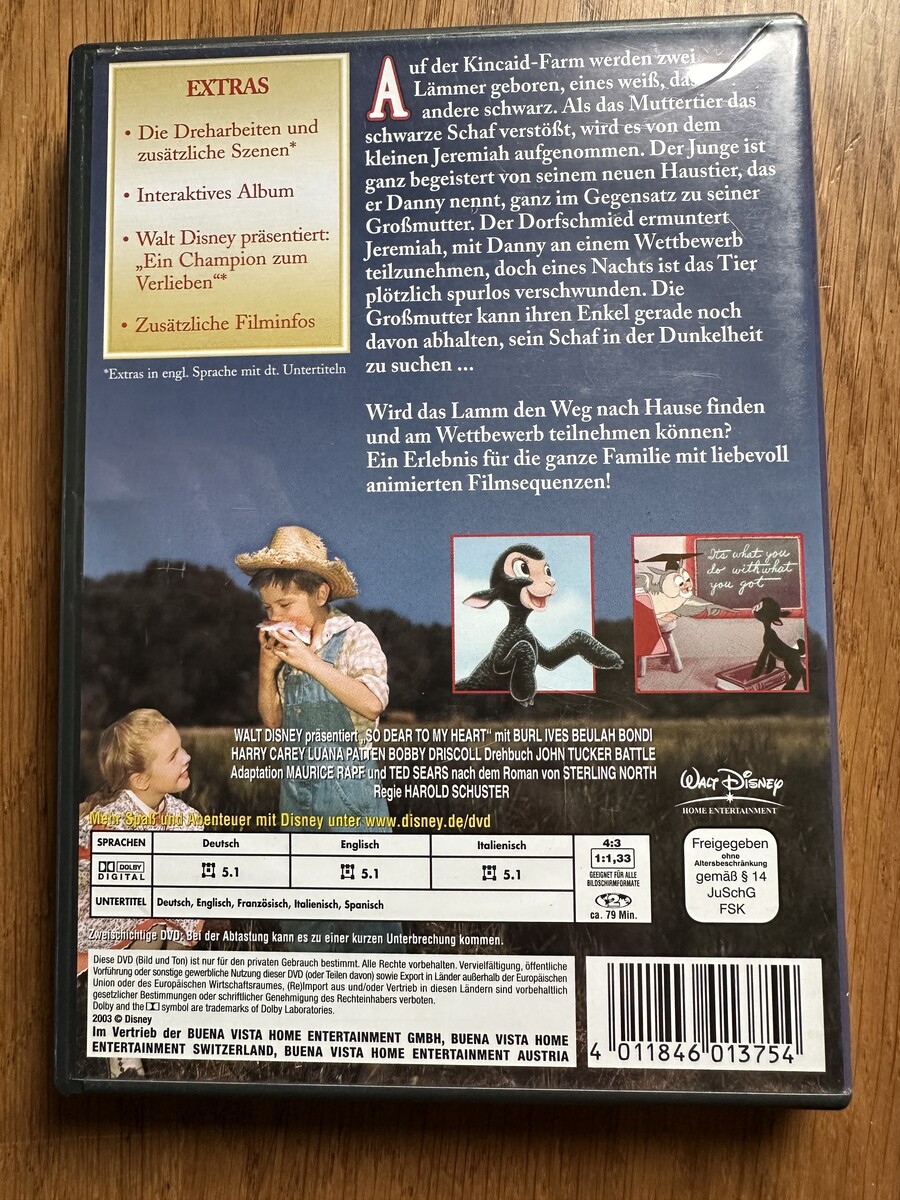 EXTRAS
• Die Dreharbeiten und
zusätzliche Szenen*
• Interaktives Album
• Walt Disney präsentiert:
„Ein Champion zum
Verlieben“*
• Zusätzliche Filminfos
*Extras in engl. Sprache mit dt. Untertiteln
Auf der Kincaid-Farm werden zwei
Lämmer geboren, eines weiß, das
andere schwarz. Als das Muttertier das
schwarze Schaf verstößt, wird es von dem
kleinen Jeremiah aufgenommen. Der Junge ist
ganz begeistert von seinem neuen Haustier, das
er Danny nennt, ganz im Gegensatz zu seiner
Großmutter. Der Dorfschmied ermuntert
Jeremiah, mit Danny an einem Wettbewerb
teilzunehmen, doch eines Nachts ist das Tier
plötzlich spurlos verschwunden. Die
Großmutter kann ihren Enkel gerade noch
davon abhalten, sein Schaf in der Dunkelheit
zu suchen ...
Wird das Lamm den Weg nach Hause finden
und am Wettbewerb teilnehmen können?
Ein Erlebnis für die ganze Familie mit liebevoll
animierten Filmsequenzen!
It's what you
do with what
you got
WALT DISNEY präsentiert „SO DEAR TO MY HEART“ mit BURL IVES BEULAH BONDI
HARRY CAREY LUANA PATTEN BOBBY DRISCOLL Drehbuch JOHN TUCKER BATTLE
Adaptation MAURICE RAPF und TED SEARS nach dem Roman von STERLING NORTH
Regie HAROLD SCHUSTER
WALT DISNEY
HOME ENTERTAINMENT
Mehr Spaß und Abenteuer mit Disney unter www.disney.de/dvd
SPRACHEN Deutsch Englisch Italienisch
DOLBY
DIGITAL 5.1 5.1 5.1
UNTERTITEL Deutsch, Englisch, Französisch, Italienisch, Spanisch
4:3
1:1,33
GEEIGNET FÜR ALLE
BILDSCHIRMFORMATE
2
ca. 79 Min.
Freigegeben
ohne
Altersbeschränkung
gemäß § 14
JuSchG
FSK
Zweischichtige DVD: Bei der Abtastung kann es zu einer kurzen Unterbrechung kommen.
Diese DVD (Bild und Ton) ist nur für den privaten Gebrauch bestimmt. Alle Rechte vorbehalten. Vervielfältigung, öffentliche
Vorführung oder sonstige gewerbliche Nutzung dieser DVD (oder Teilen davon) sowie Export in Länder außerhalb der Europäischen
Union oder des Europäischen Wirtschaftsraumes, (Re)Import aus und/oder Vertrieb in diesen Ländern sind vorbehaltlich
gesetzlicher Bestimmungen oder schriftlicher Genehmigung des Rechteinhabers verboten.
Dolby and the symbol are trademarks of Dolby Laboratories.
2003 © Disney
Im Vertrieb der BUENA VISTA HOME ENTERTAINMENT GMBH, BUENA VISTA HOME
ENTERTAINMENT SWITZERLAND, BUENA VISTA HOME ENTERTAINMENT AUSTRIA
4 011846 013754